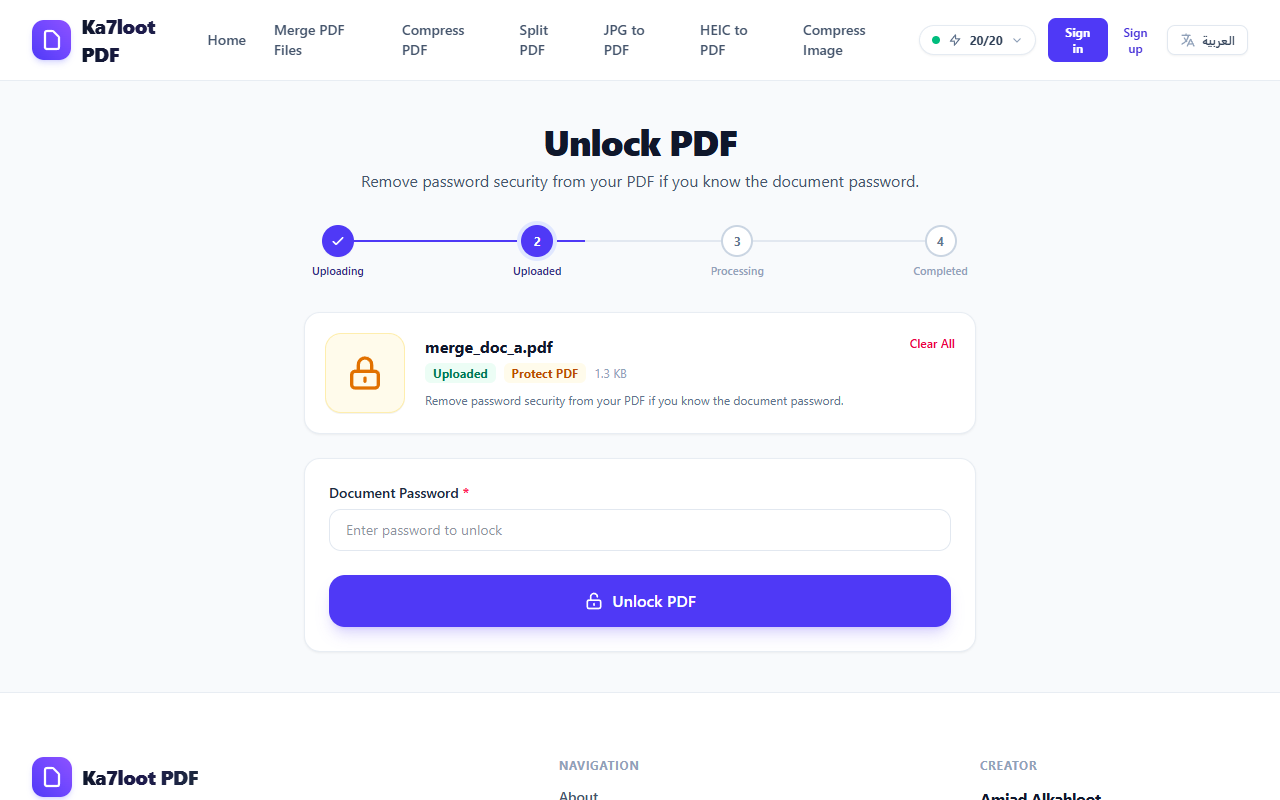 Ka7loot PDF
Home
Merge PDF Files
Compress PDF
Split PDF
JPG to PDF
HEIC to PDF
Compress Image
20/20
Sign in
Sign up
العربية
Unlock PDF
Remove password security from your PDF if you know the document password.
2
3
4
Uploading
Uploaded
Processing
Completed
merge_doc_a.pdf
Clear All
Uploaded
Protect PDF
1.3 KB
Remove password security from your PDF if you know the document password.
Document Password *
Enter password to unlock
Unlock PDF
Ka7loot PDF
NAVIGATION
CREATOR
About
Amjad Alkahloot